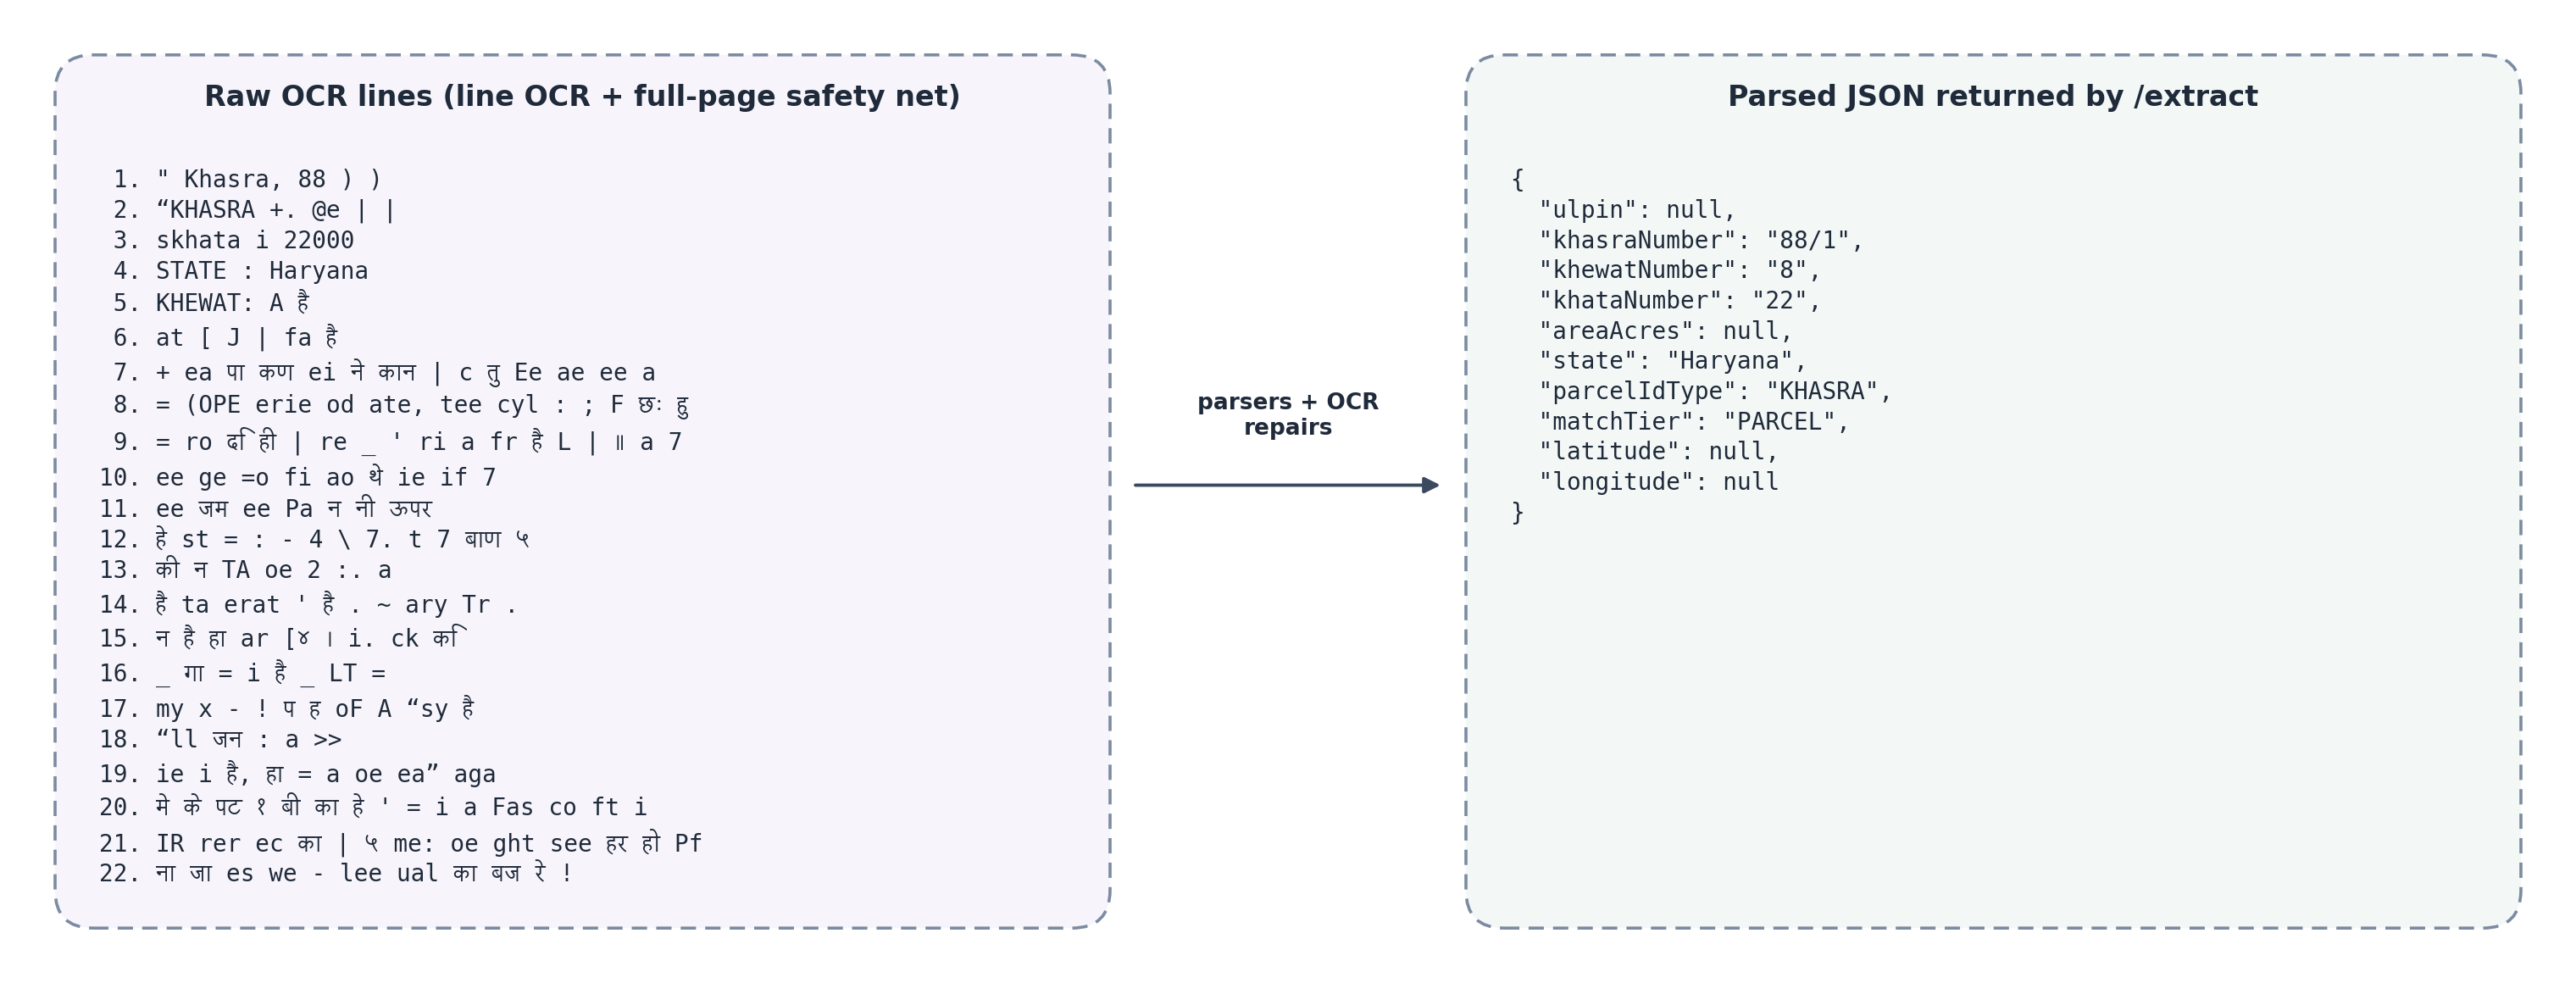 Raw OCR lines (line OCR + full-page safety net)
1. " Khasra, 88 ) )
2. “KHASRA +. @e | |
3. skhata i 22000
4. STATE : Haryana
5. KHEWAT: A है
6. at [ J | fa है
7. + ea पा कण ei ने कान | c तु Ee ae ee a
8. = (OPE erie od ate, tee cyl : ; F छः हु
9. = ro दिही | re _ ' ri a fr है L | ॥ a 7
10. ee ge =o fi ao थे ie if 7
11. ee जम ee Pa न नी ऊपर
12. हे st = : - 4 \ 7. t 7 बाण ५
13. की न TA oe 2 :. a
14. है ta erat ' है . ~ ary Tr .
15. न है हा ar [४ । i. ck कि
16. _ गा = i है _ LT =
17. my x - ! प ह oF A “sy है
18. “ll जन : a >>
19. ie i है, हा = a oe ea” aga
20. मे के पट १ बी का हे ' = i a Fas co ft i
21. IR rer ec का | ५ me: oe ght see हर हो Pf
22. ना जा es we - lee ual का बज रे !
parsers + OCR
repairs
Parsed JSON returned by /extract
{
"ulpin": null,
"khasraNumber": "88/1",
"khewatNumber": "8",
"khataNumber": "22",
"areaAcres": null,
"state": "Haryana",
"parcelIdType": "KHASRA",
"matchTier": "PARCEL",
"latitude": null,
"longitude": null
}